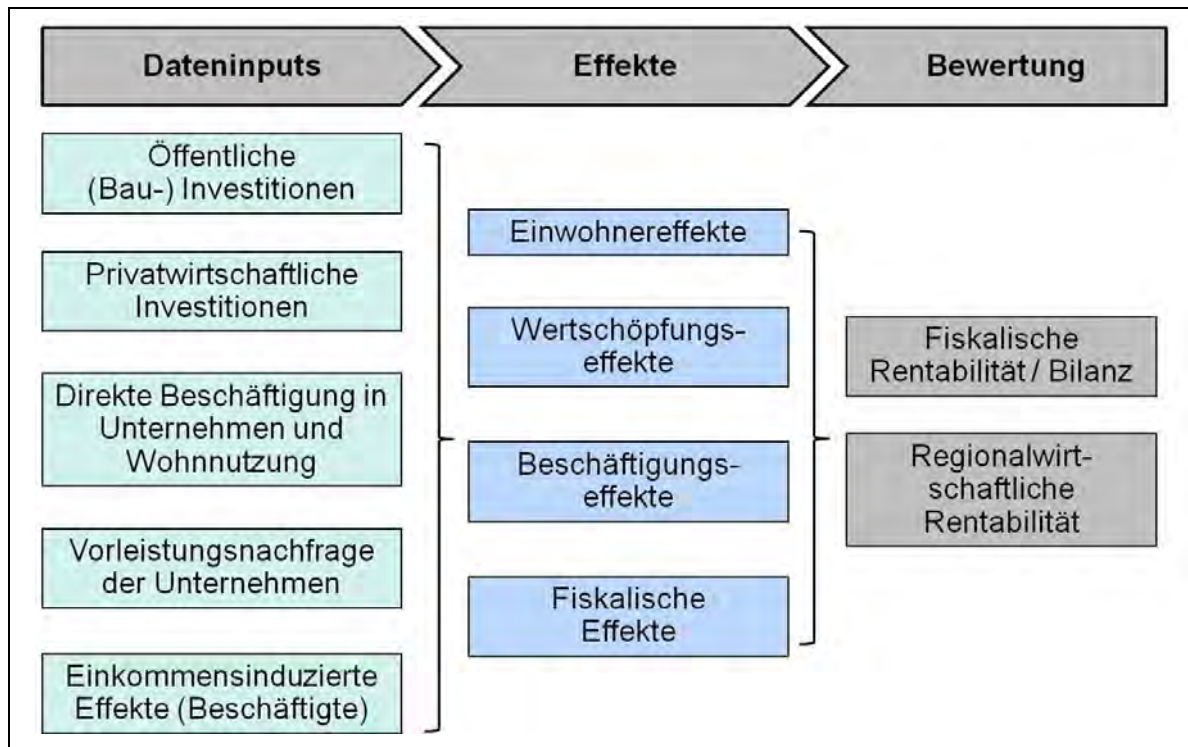 Dateninputs
Effekte
Bewertung
Öffentliche
(Bau-) Investitionen
Privatwirtschaftliche
Investitionen
Direkte Beschäftigung in
Unternehmen und
Wohnnutzung
Vorleistungsnachfrage
der Unternehmen
Einkommensinduzierte
Effekte (Beschäftigte)
Einwohnereffekte
Wertschöpfungs-
effekte
Beschäftigungs-
effekte
Fiskalische
Effekte
Fiskalische
Rentabilität / Bilanz
Regionalwirt-
schaftliche
Rentabilität